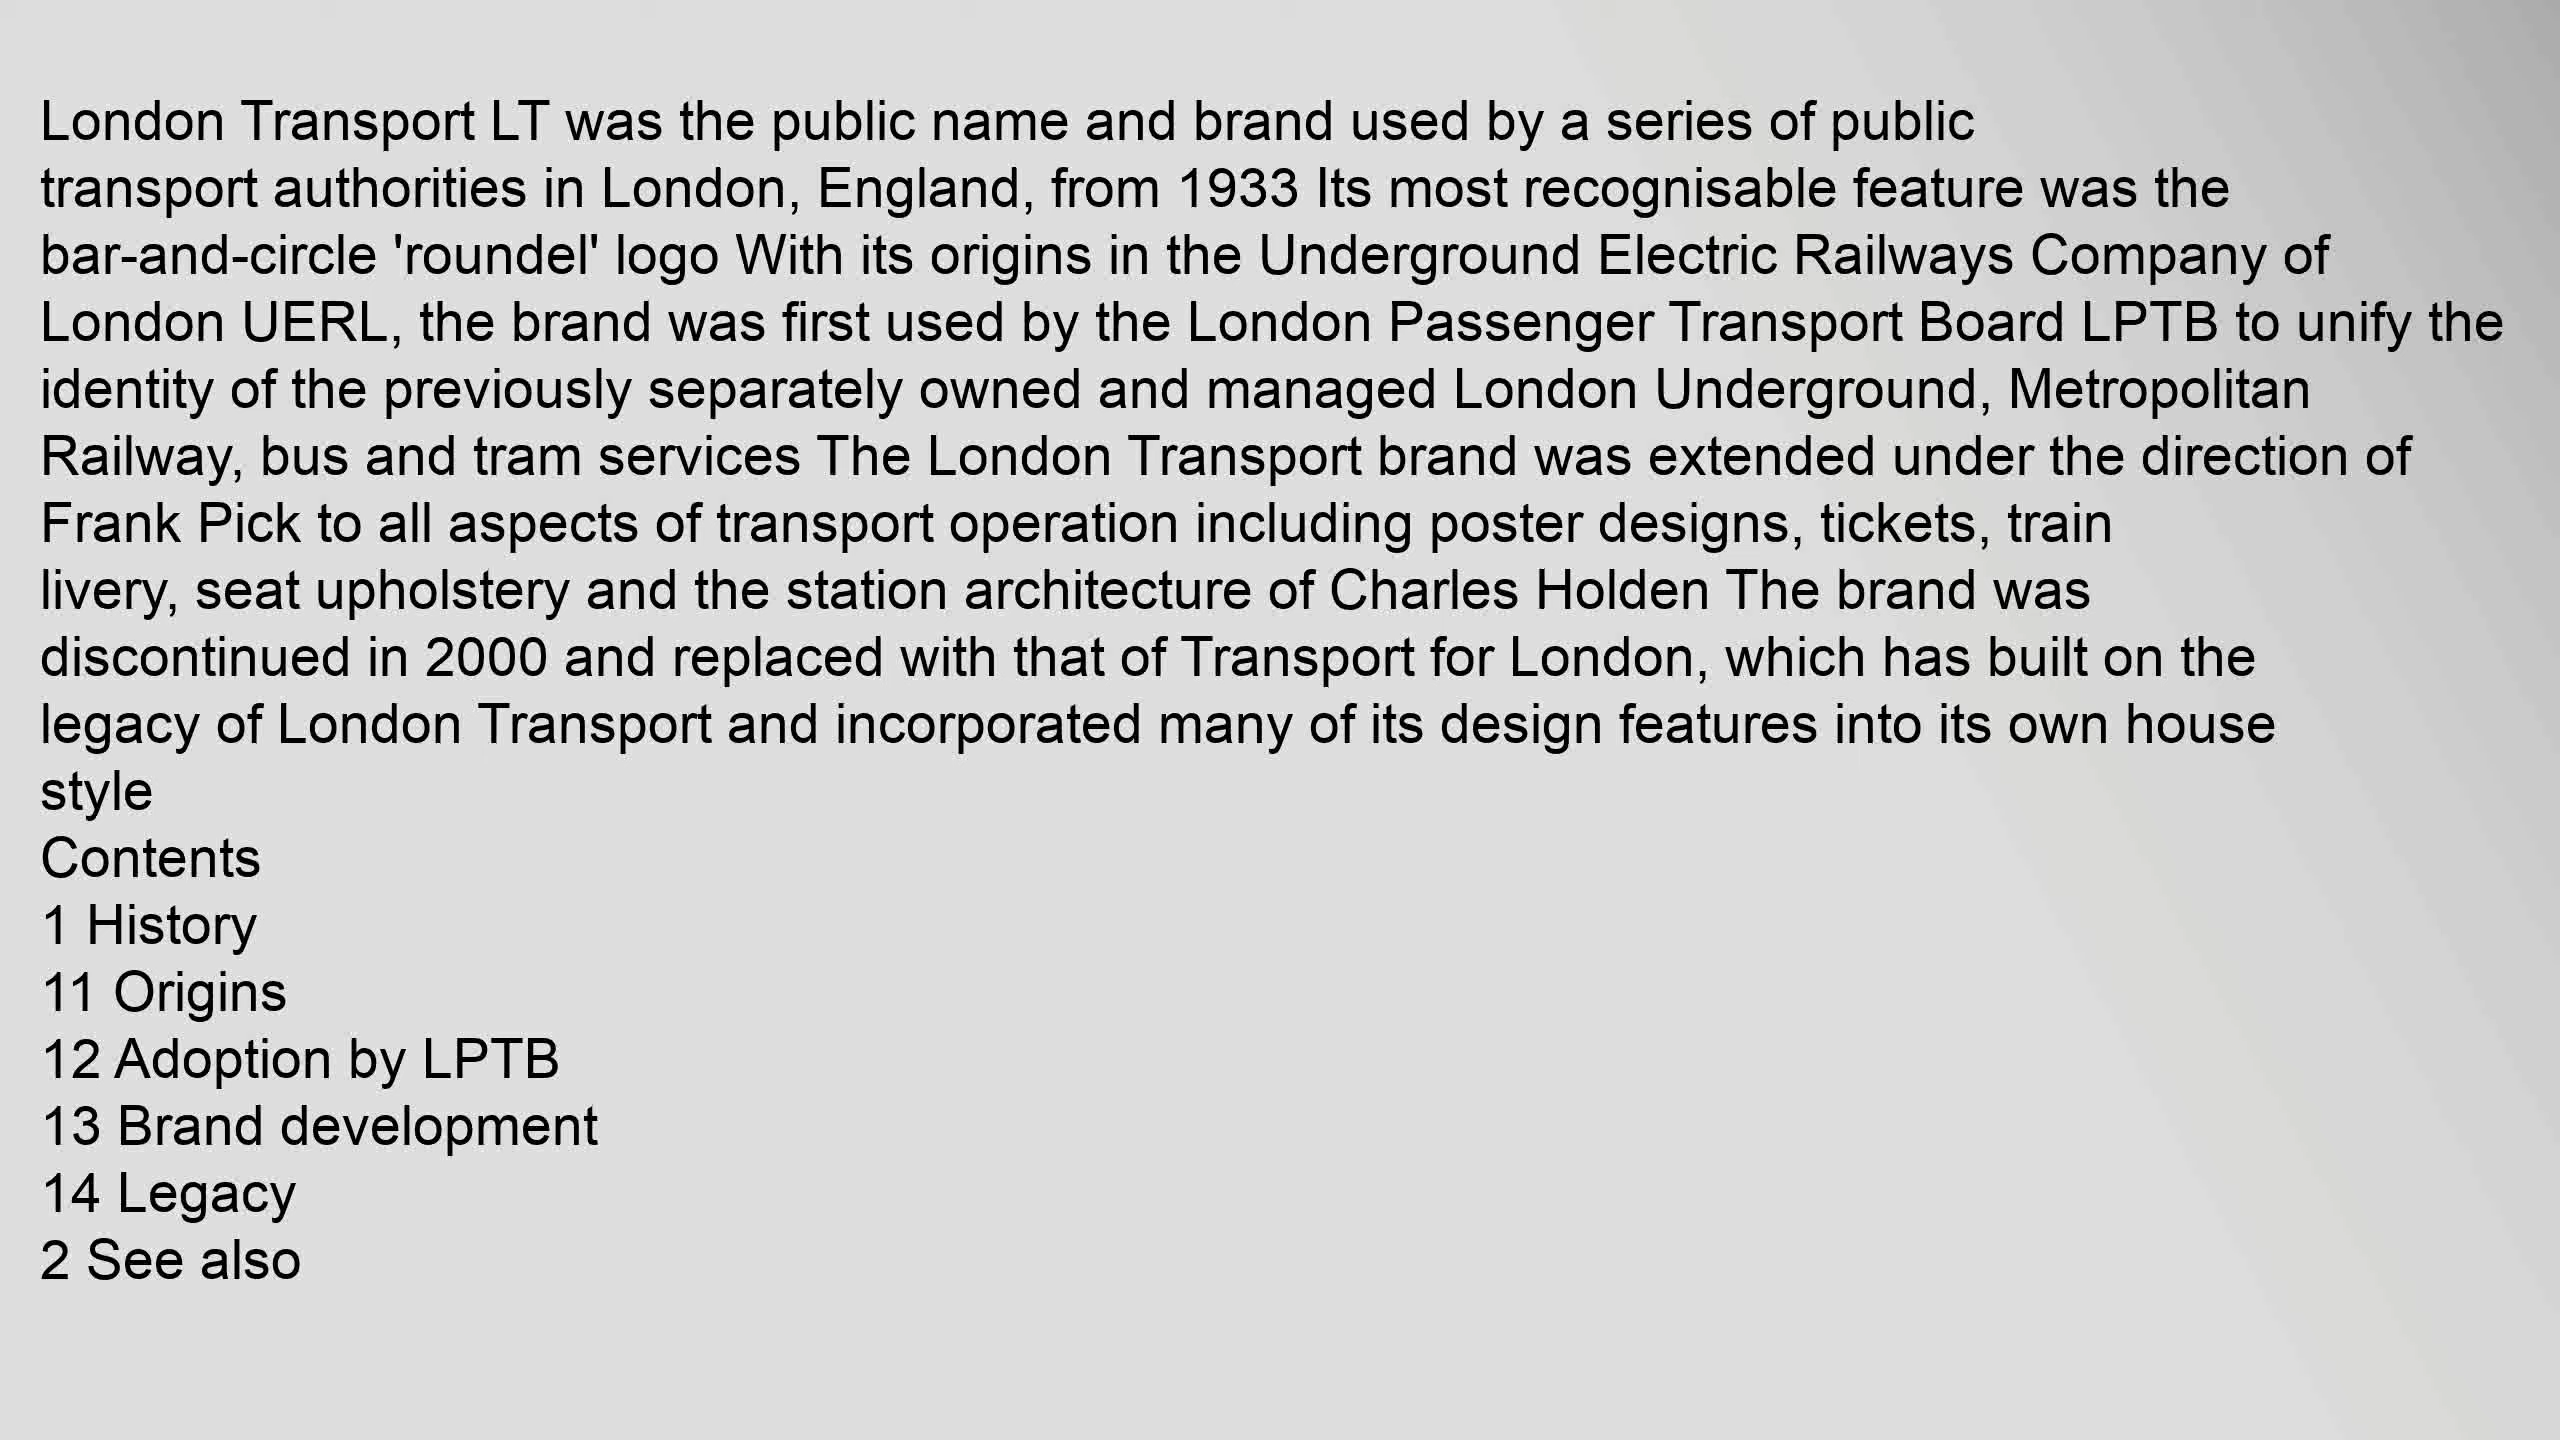 London Transport LT was the public name and brand used by a series of public
transport authorities in London, England, from 1933 Its most recognisable feature was the
bar-and-circle 'roundel' logo With its origins in the Underground Electric Railways Company of
London UERL, the brand was first used by the London Passenger Transport Board LPTB to unify the
identity of the previously separately owned and managed London Underground, Metropolitan
Railway, bus and tram services The London Transport brand was extended under the direction of
Frank Pick to all aspects of transport operation including poster designs, tickets, train
livery, seat upholstery and the station architecture of Charles Holden The brand was
discontinued in 2000 and replaced with that of Transport for London, which has built on the
legacy of London Transport and incorporated many of its design features into its own house
style
Contents
1 History
11 Origins
12 Adoption by LPTB
13 Brand development
14 Legacy
2 See also